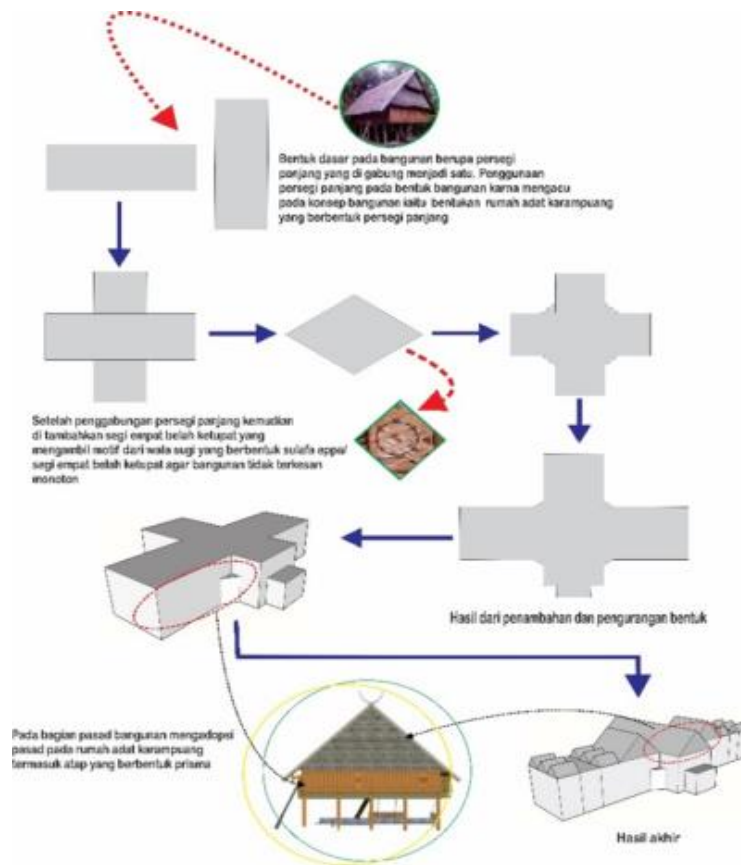 Bentuk dasar pada bangunan berupa persegi
panjang yang di gabung menjadi satu. Penggunaan
persegi panjang pada bentuk bangunan karna mengacu
pada konsep bangunan iaitu bentukan rumah adat karampuang
yang berbentuk persegi panjang
Setelah penggabungan persegi panjang kemudian
di tambahkan segi empat belah ketupat yang
mengambil motif dari wala sugi yang berbentuk sulafa eppa/
segi empat belah ketupat agar bangunan tidak terkesan
monoton
Hasil dari penambahan dan pengurangan bentuk
Pada bagian pasad bangunan mengadopsi
pasad pada rumah adat karampuang
termasuk atap yang berbentuk prisma
Hasil akhir